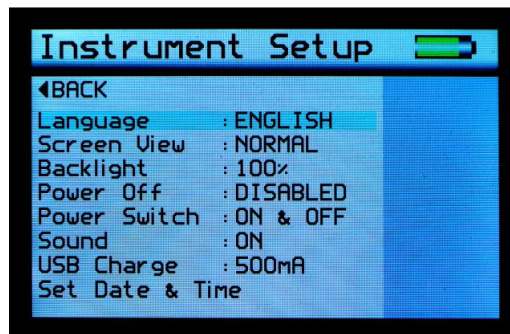 Instrument Setup
◀BACK
Language : ENGLISH
Screen View : NORMAL
Backlight : 100%
Power Off : DISABLED
Power Switch : ON & OFF
Sound : ON
USB Charge : 500mA
Set Date & Time